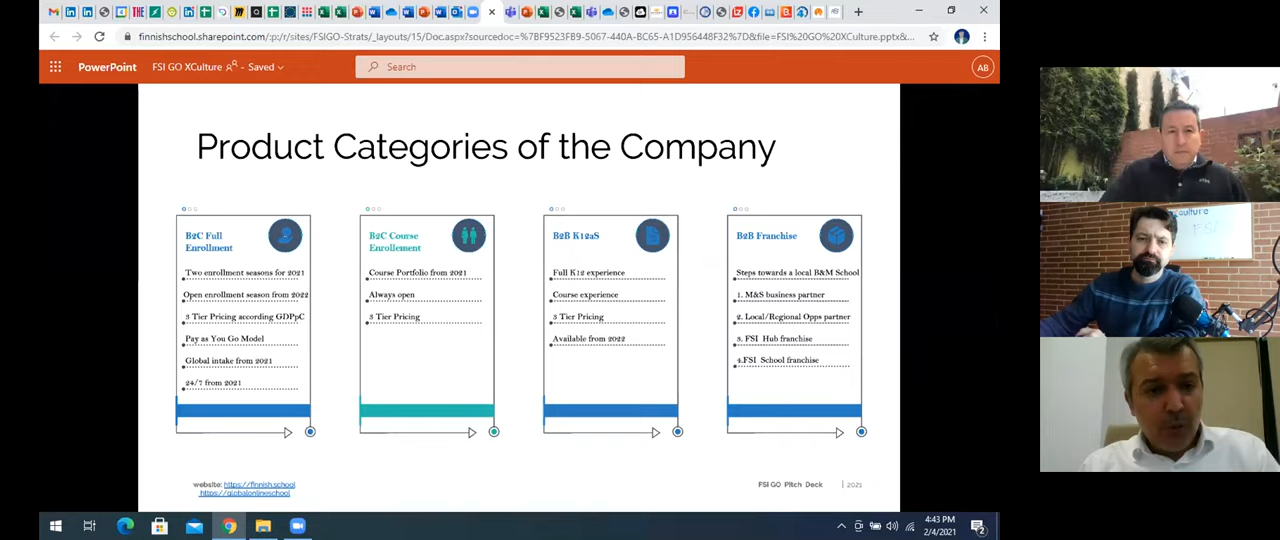 finnishschool.sharepoint.com/:p:/r/sites/FSIGO-Strats/_layouts/15/Doc.aspx?sourcedoc=%7BF9523FB9-5067-440A-BC65-A1D956448F32%7D&file=FSI%20GO%20XCulture.pptx&...
PowerPoint
FSI GO XCulture - Saved
Search
AB
Product Categories of the Company
B2C Full
Enrollment
Two enrollment seasons for 2021
Open enrollment season from 2022
3 Tier Pricing according GDPpC
Pay as You Go Model
Global intake from 2021
24/7 from 2021
B2C Course
Enrollement
Course Portfolio from 2021
Always open
3 Tier Pricing
B2B K12aS
Full K12 experience
Course experience
3 Tier Pricing
Available from 2022
B2B Franchise
Steps towards a local B&M School
1. M&S business partner
2. Local/Regional Opps partner
3. FSI Hub franchise
4.FSI School franchise
website: https://finnish.school
https://globalonlineschool
FSI GO Pitch Deck | 2021
culture
FSI
4:43 PM
2/4/2021
2